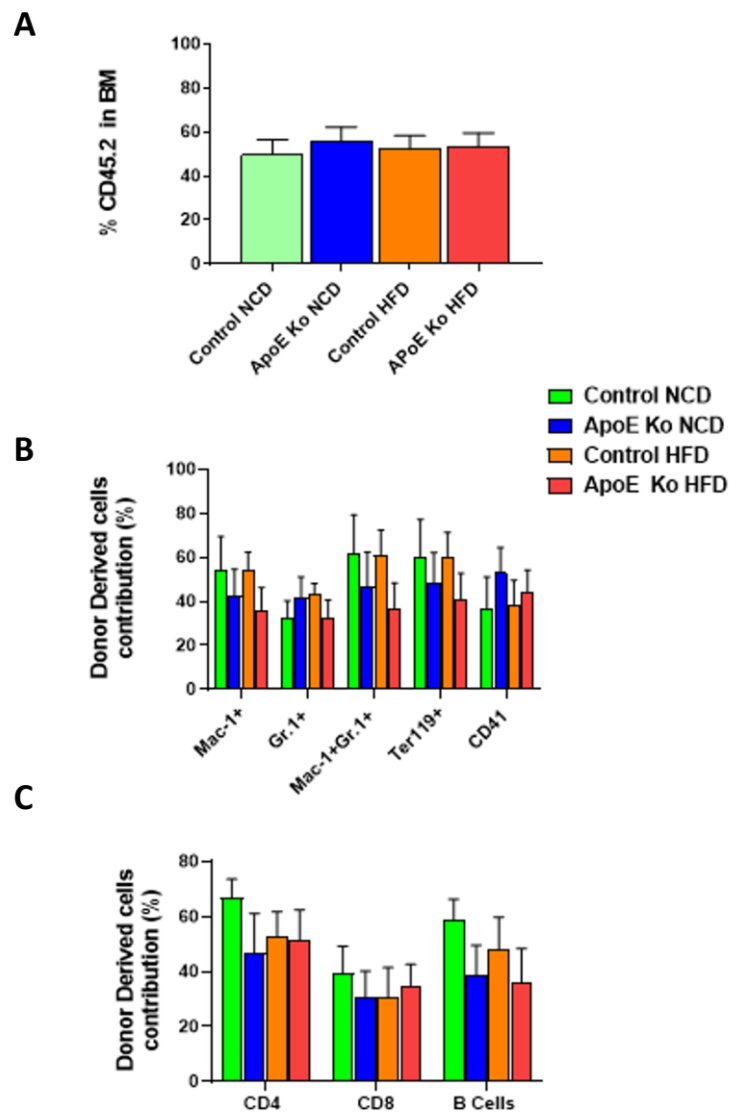 A
% CD45.2 in BM
100
80
60
40
20
0
Control NCD
ApoE Ko NCD
Control HFD
APoE Ko HFD
Control NCD
ApoE Ko NCD
Control HFD
ApoE Ko HFD
B
Donor Derived cells
contribution (%)
100
80
60
40
20
0
Mac-1+
Gr.1+
Mac-1+Gr.1+
Ter119+
CD41
C
Donor Derived cells
contribution (%)
80
60
40
20
0
CD4
CD8
B Cells